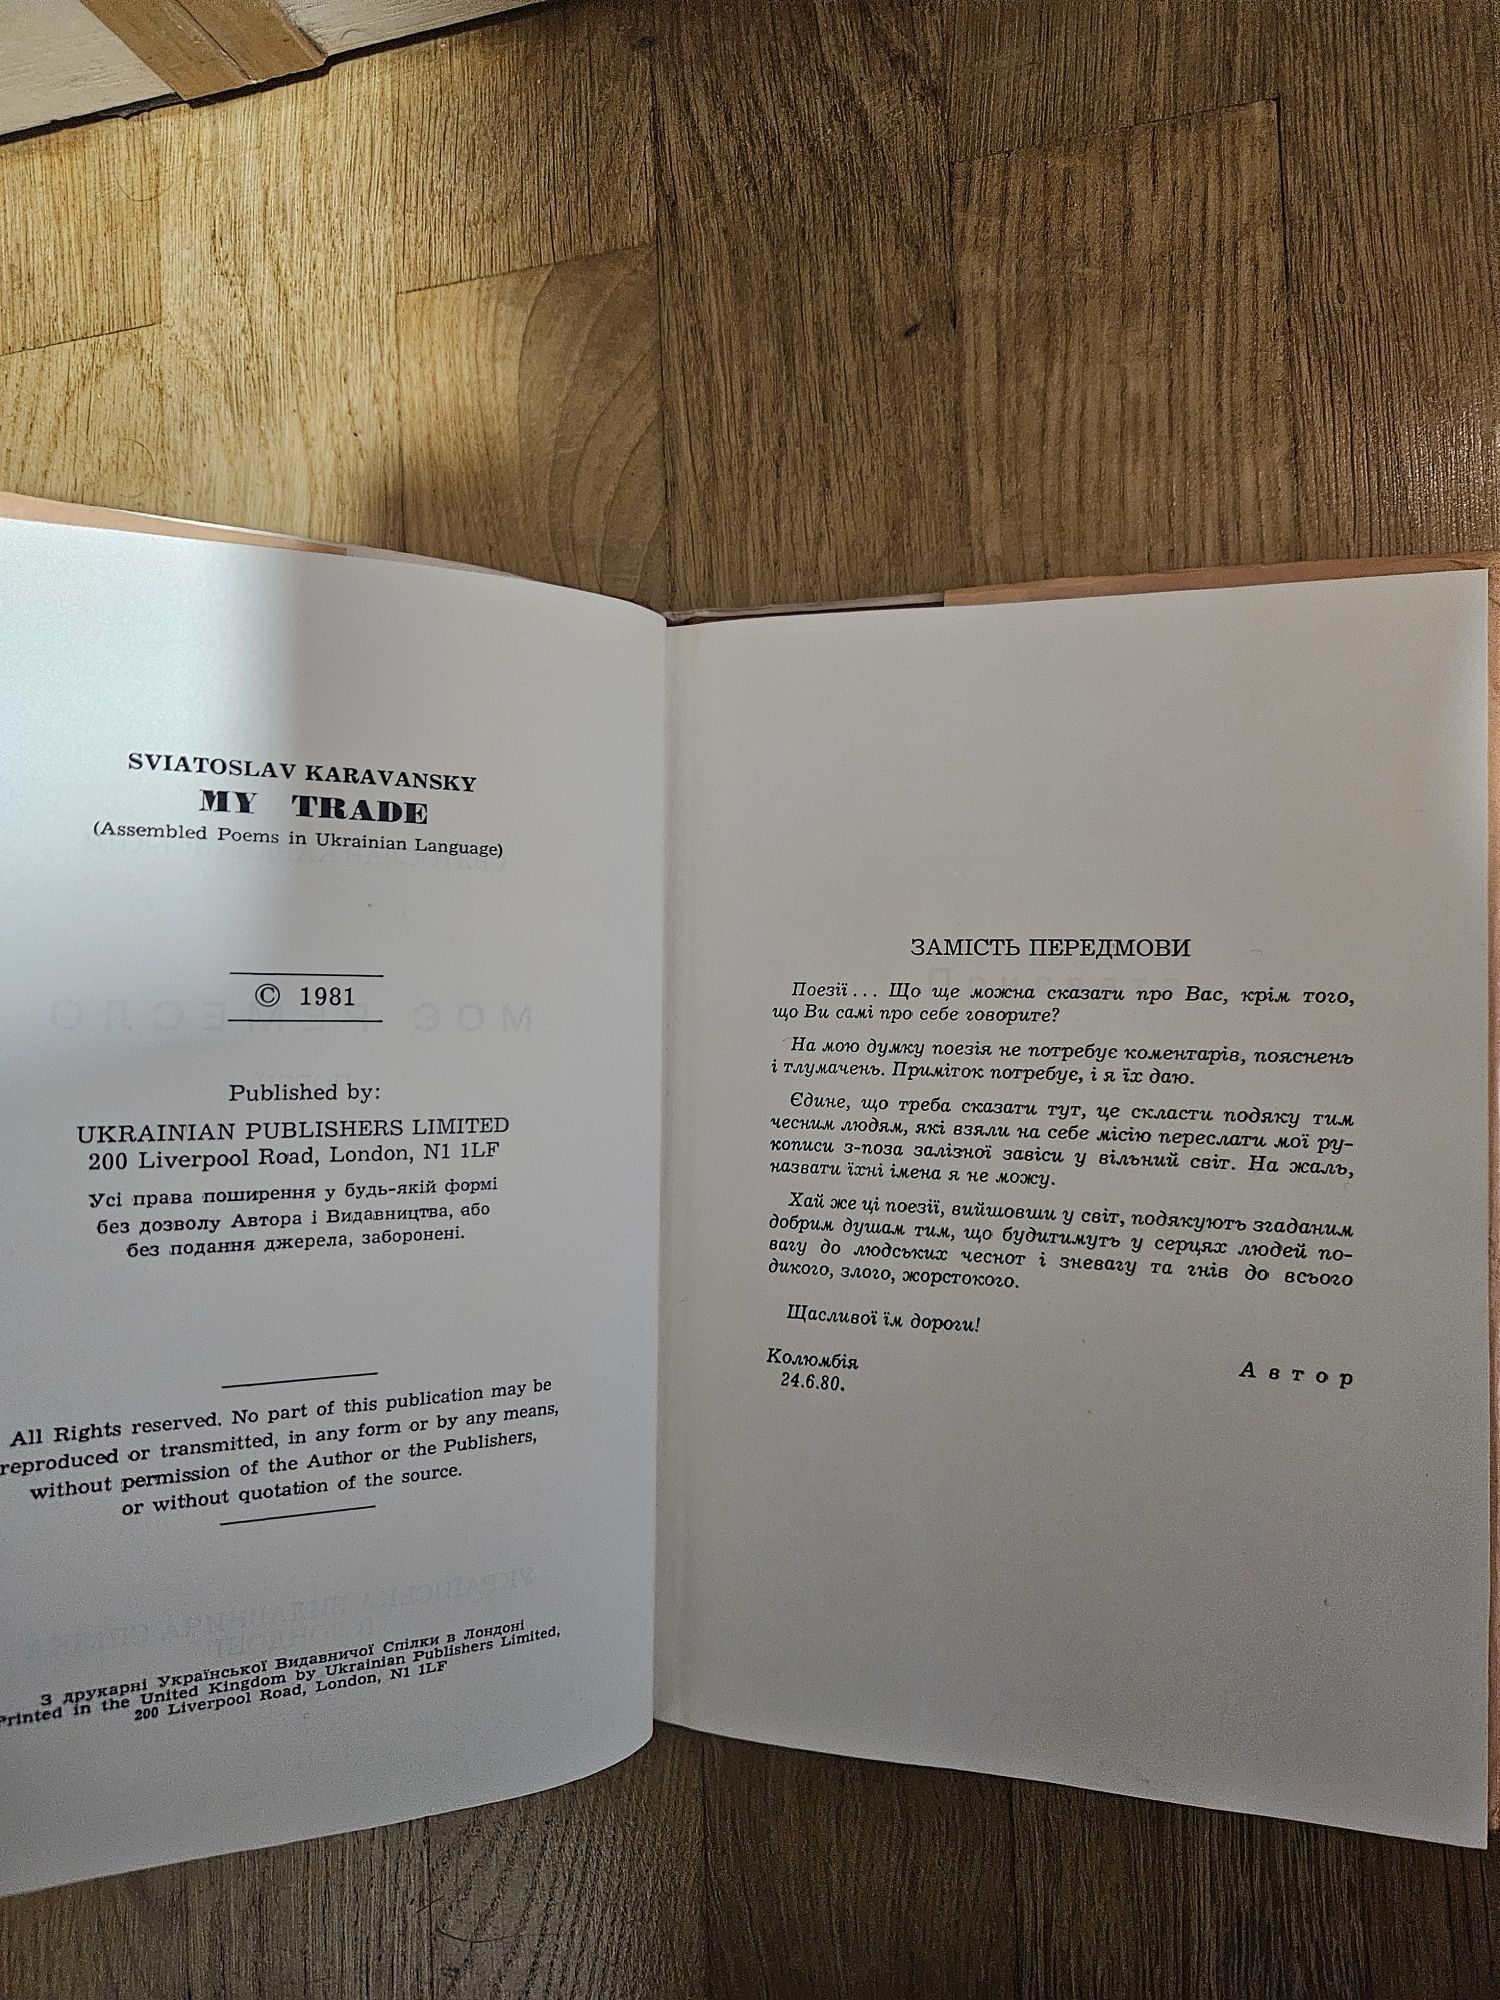 SVIATOSLAV KARAVANSKY
MY TRADE
(Assembled Poems in Ukrainian Language)
© 1981
Published by:
UKRAINIAN PUBLISHERS LIMITED
200 Liverpool Road, London, N1 1LF
Усі права поширення у будь-якій формі
без дозволу Автора і Видавництва, або
без подання джерела, заборонені.
All Rights reserved. No part of this publication may be
reproduced or transmitted, in any form or by any means,
without permission of the Author or the Publishers,
or without quotation of the source.
З друкарні Української Видавничої Спілки в Лондоні
Printed in the United Kingdom by Ukrainian Publishers Limited,
200 Liverpool Road, London, N1 1LF
ЗАМІСТЬ ПЕРЕДМОВИ
Поезії... Що ще можна сказати про Вас, крім того,
що Ви самі про себе говорите?
На мою думку поезія не потребує коментарів, пояснень
і тлумачень. Приміток потребує, і я їх даю.
Єдине, що треба сказати тут, це скласти подяку тим
чесним людям, які взяли на себе місію переслати мої ру-
кописи з-поза залізної завіси у вільний світ. На жаль,
назвати їхні імена я не можу.
Хай же ці поезії, вийшовши у світ, подякують згаданим
добрим душам тим, що будитимуть у серцях людей по-
вагу до людських чеснот і зневагу та гнів до всього
дикого, злого, жорстокого.
Щасливої їм дороги!
Колюмбія
24.6.80.
Автор